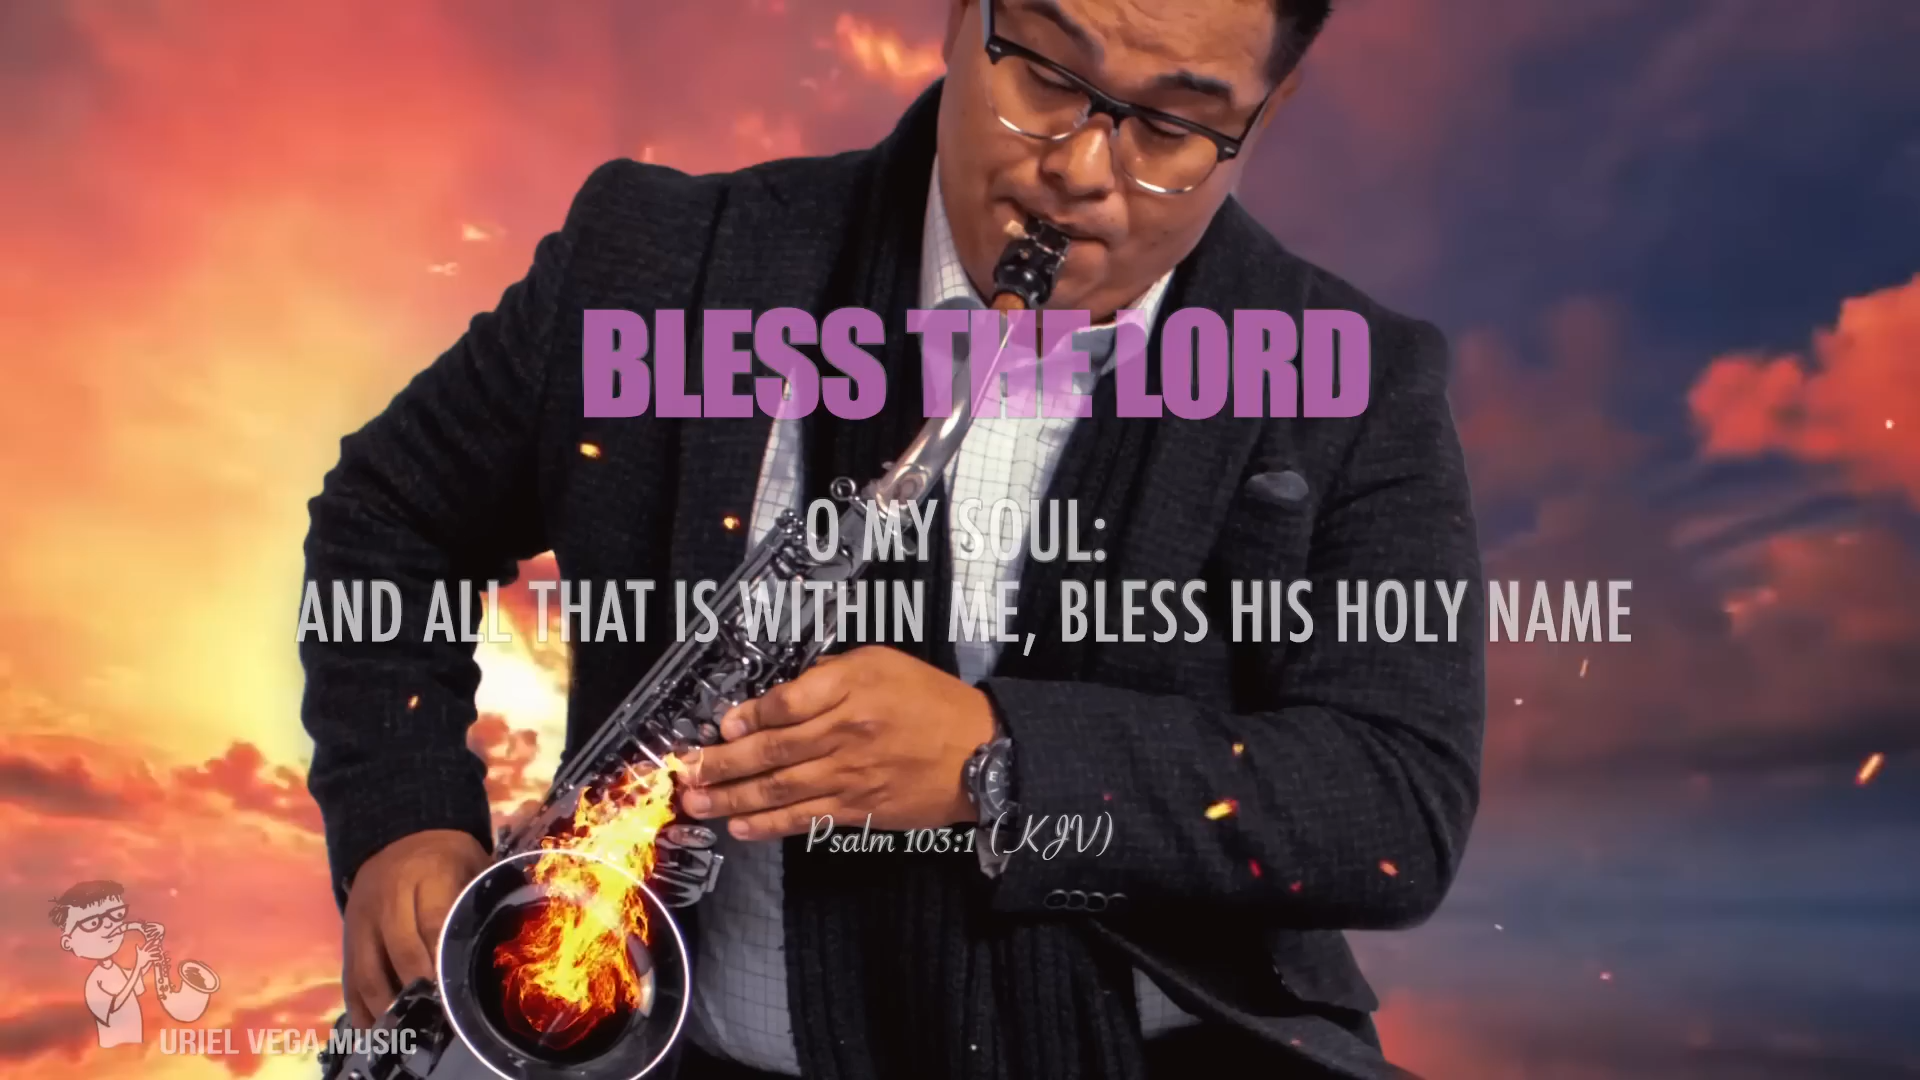 BLESS THE LORD
O MY SOUL:
AND ALL THAT IS WITHIN ME, BLESS HIS HOLY NAME
Psalm 103:1 (KJV)
URIEL VEGA MUSIC